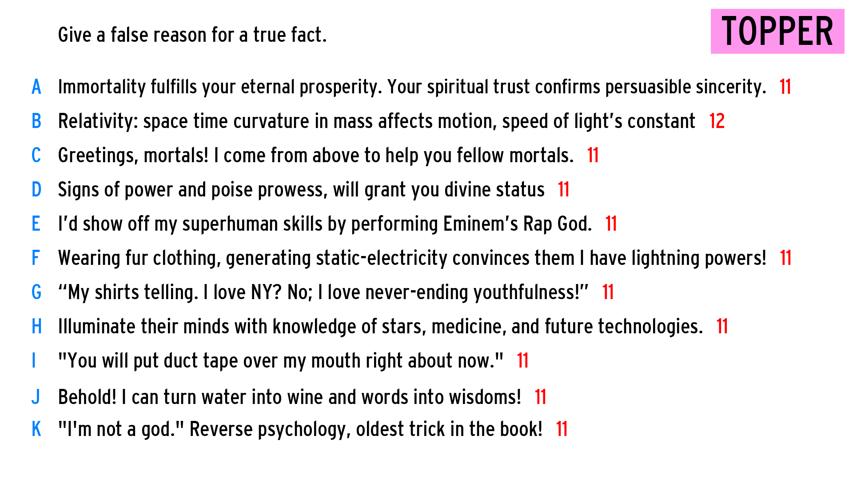 TOPPER
Give a false reason for a true fact.
A Immortality fulfills your eternal prosperity. Your spiritual trust confirms persuasible sincerity. 11
B Relativity: space time curvature in mass affects motion, speed of light's constant 12
C Greetings, mortals! I come from above to help you fellow mortals. 11
D Signs of power and poise prowess, will grant you divine status 11
E I'd show off my superhuman skills by performing Eminem's Rap God. 11
F Wearing fur clothing, generating static-electricity convinces them I have lightning powers! 11
G “My shirts telling. I love NY? No; I love never-ending youthfulness!” 11
H Illuminate their minds with knowledge of stars, medicine, and future technologies. 11
I "You will put duct tape over my mouth right about now." 11
J Behold! I can turn water into wine and words into wisdoms! 11
K "I'm not a god." Reverse psychology, oldest trick in the book! 11